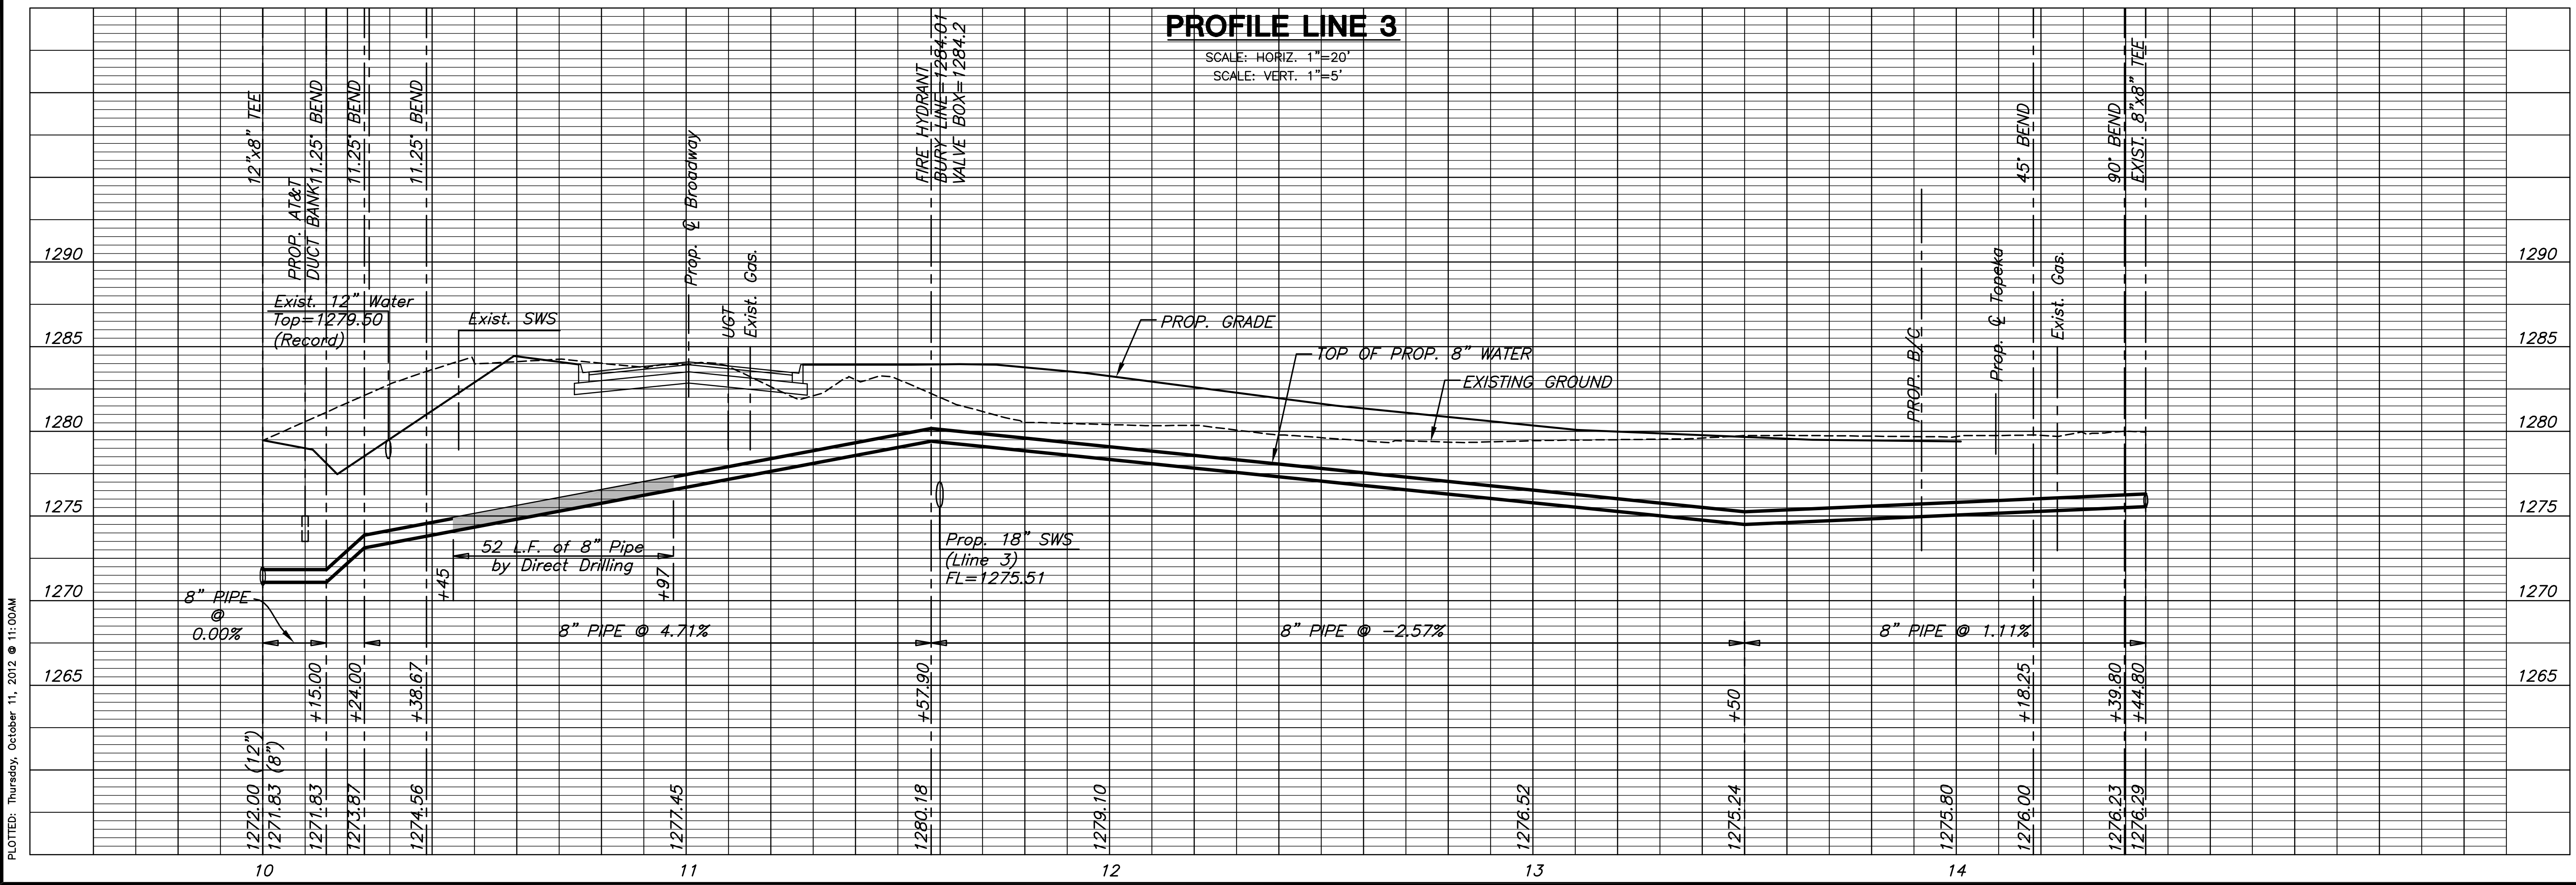 PROFILE LINE 3
SCALE: HORIZ. 1"=20'
SCALE: VERT. 1"=5'
12"x8" TEE
PROP. AT&T
DUCT BANK
11.25° BEND
11.25° BEND
11.25° BEND
FIRE HYDRANT
BURY LINE=1284.01
VALVE BOX=1284.2
45° BEND
90° BEND
EXIST. 8"x8" TEE
Prop. ℄ Broadway
UGT
Exist. Gas.
PROP. B/C
Prop. ℄ Topeka
Exist. Gas.
1290
1290
Exist. 12" Water
Top=1279.50
(Record)
Exist. SWS
PROP. GRADE
TOP OF PROP. 8" WATER
EXISTING GROUND
1285
1285
1280
1280
1275
1275
52 L.F. of 8" Pipe
by Direct Drilling
+45
+97
Prop. 18" SWS
(Lline 3)
FL=1275.51
1270
1270
8" PIPE
@
0.00%
8" PIPE @ 4.71%
8" PIPE @ -2.57%
8" PIPE @ 1.11%
1265
1265
+15.00
+24.00
+38.67
+57.90
+50
+18.25
+39.80
+44.80
1272.00 (12")
1271.83 (8")
1271.83
1273.87
1274.56
1277.45
1280.18
1279.10
1276.52
1275.24
1275.80
1276.00
1276.23
1276.29
10
11
12
13
14
PLOTTED: Thursday, October 11, 2012 @ 11:00AM